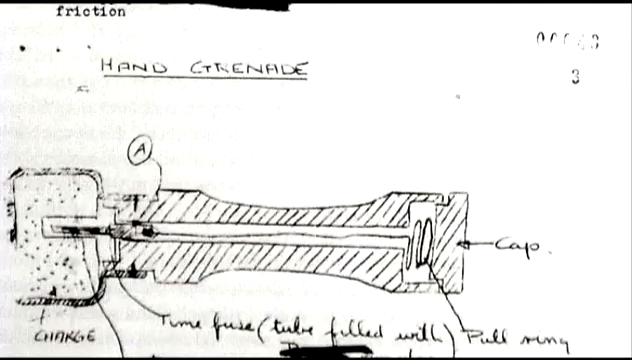 friction
3
HAND GRENADE
A
Cap.
CHARGE
Time fuse (tube filled with)
Pull ring